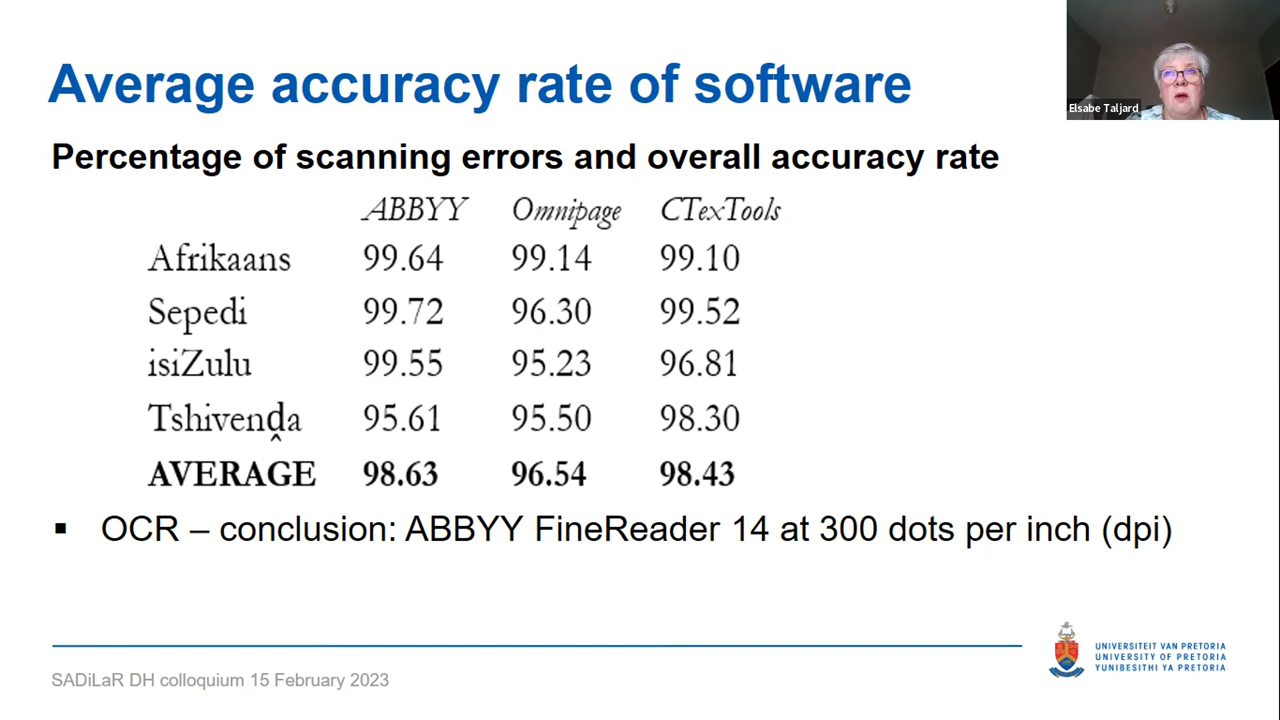 Average accuracy rate of software
Elsabe Taljard
Percentage of scanning errors and overall accuracy rate
ABBYY Omnipage CTexTools
Afrikaans 99.64 99.14 99.10
Sepedi 99.72 96.30 99.52
isiZulu 99.55 95.23 96.81
Tshivenḓa 95.61 95.50 98.30
AVERAGE 98.63 96.54 98.43
▪ OCR – conclusion: ABBYY FineReader 14 at 300 dots per inch (dpi)
SADiLaR DH colloquium 15 February 2023
UNIVERSITEIT VAN PRETORIA
UNIVERSITY OF PRETORIA
YUNIBESITHI YA PRETORIA